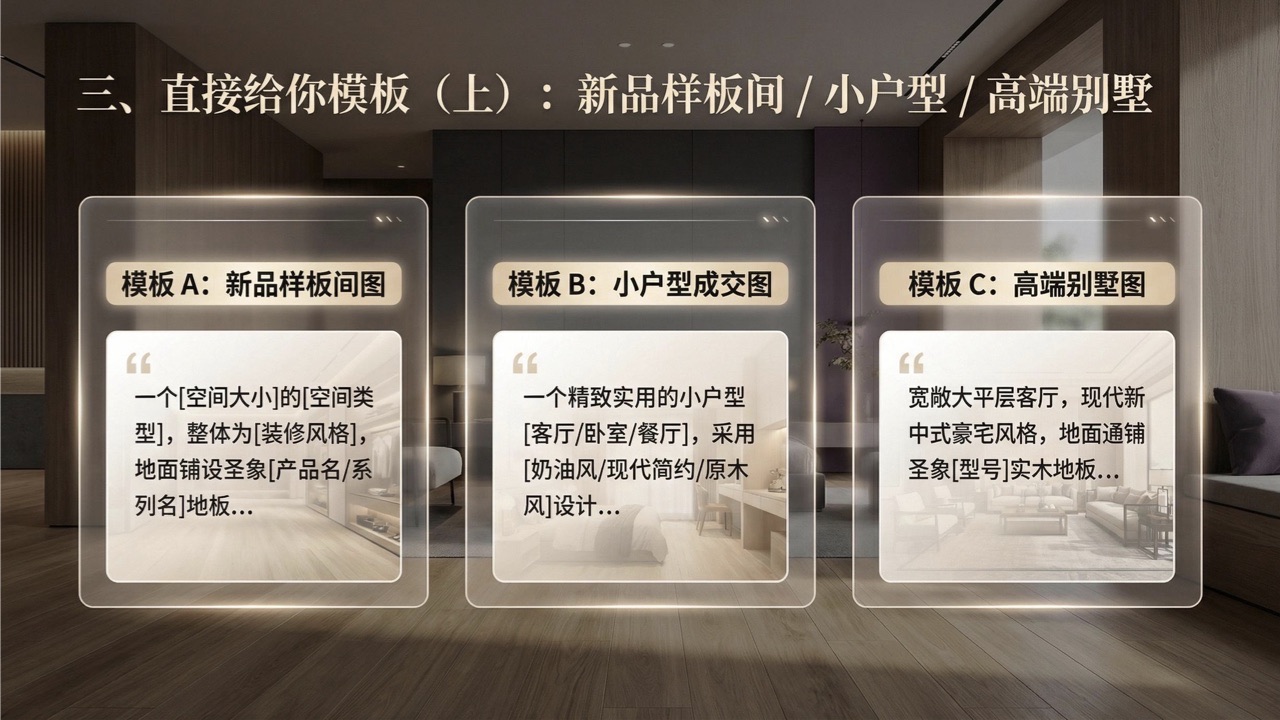 三、直接给你模板（上）：新品样板间 / 小户型 / 高端别墅
模板 A：新品样板间图
“
一个[空间大小]的[空间类
型]，整体为[装修风格]，
地面铺设圣象[产品名/系
列名]地板...
模板 B：小户型成交图
“
一个精致实用的小户型
[客厅/卧室/餐厅]，采用
[奶油风/现代简约/原木
风]设计...
模板 C：高端别墅图
“
宽敞大平层客厅，现代新
中式豪宅风格，地面通铺
圣象[型号]实木地板...